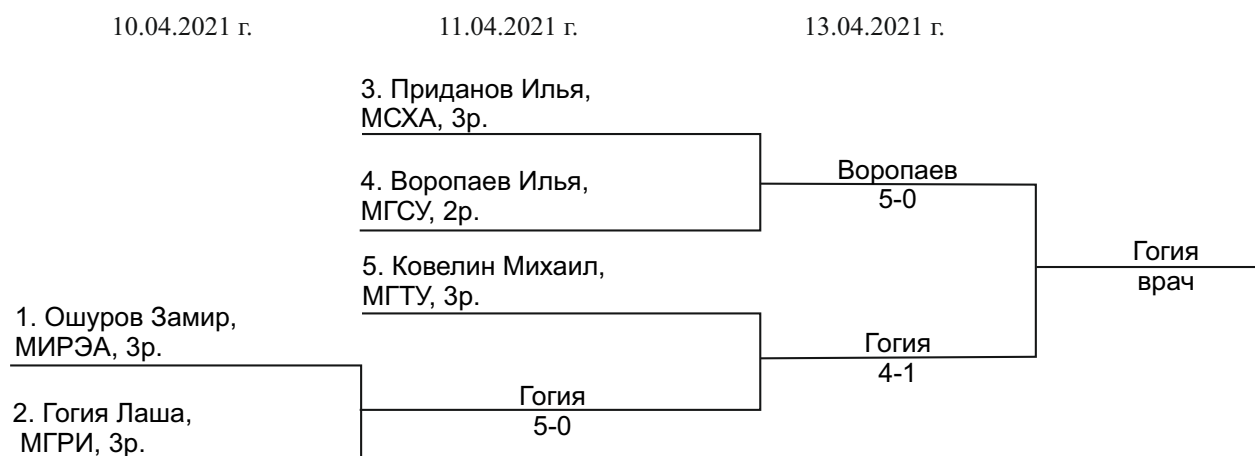 10.04.2021 г.
11.04.2021 г.
13.04.2021 г.
3. Приданов Илья,
МСХА, 3р.
4. Воропаев Илья,
МГСУ, 2р.
Воропаев
5-0
5. Ковелин Михаил,
МГТУ, 3р.
Гогия
врач
1. Ошуров Замир,
МИРЭА, 3р.
Гогия
4-1
2. Гогия Лаша,
МГРИ, 3р.
Гогия
5-0